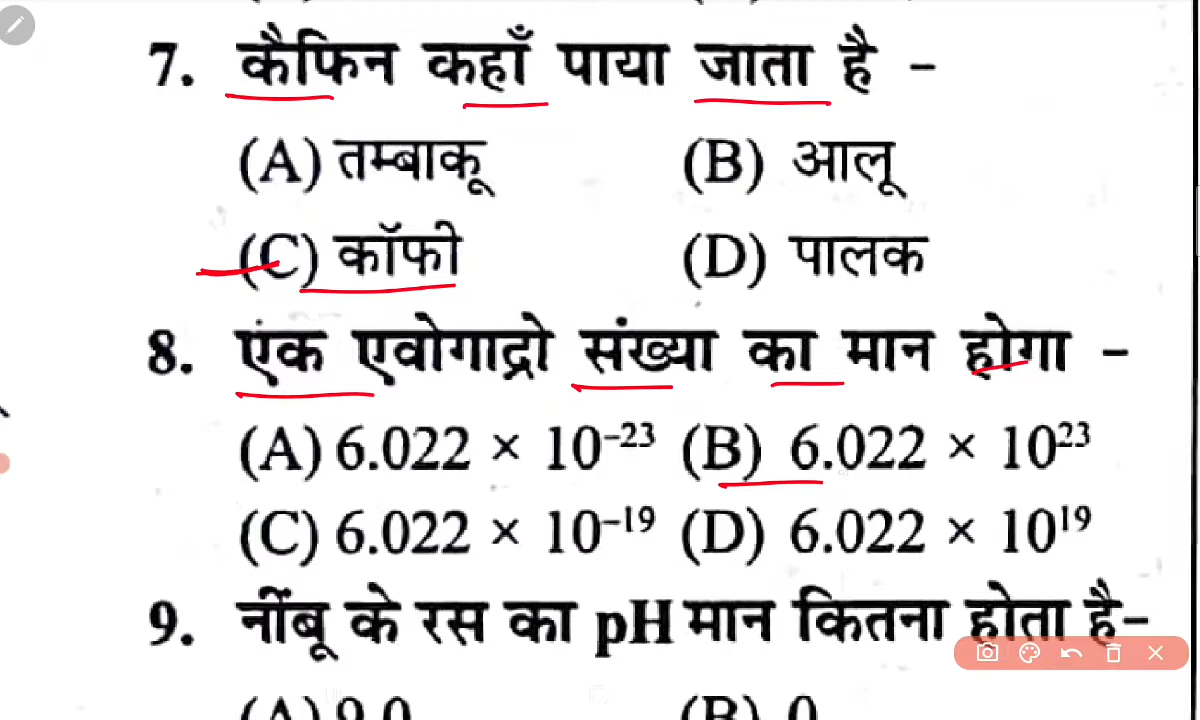 7. कैफिन कहाँ पाया जाता है -
(A) तम्बाकू (B) आलू
(C) कॉफी (D) पालक
8. एक एवोगाद्रो संख्या का मान होगा -
(A) 6.022 × 10⁻²³ (B) 6.022 × 10²³
(C) 6.022 × 10⁻¹⁹ (D) 6.022 × 10¹⁹
9. नींबू के रस का pH मान कितना होता है-